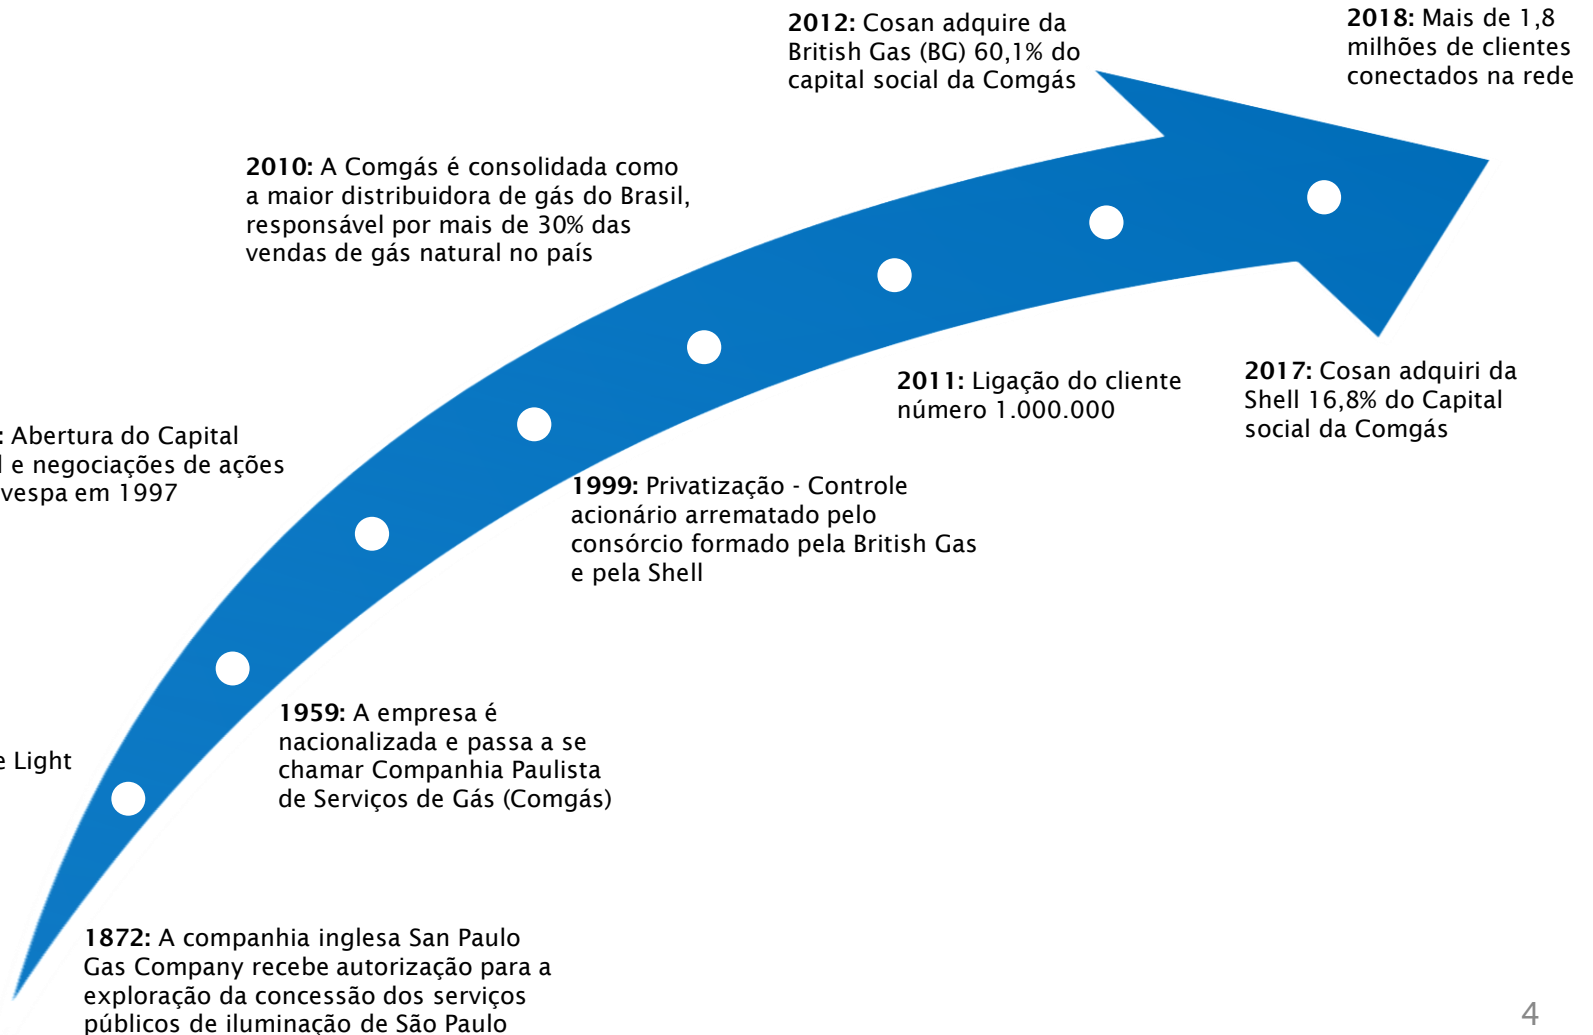 2012: Cosan adquire da
British Gas (BG) 60,1% do
capital social da Comgás
2018: Mais de 1,8
milhões de clientes
conectados na rede
2010: A Comgás é consolidada como
a maior distribuidora de gás do Brasil,
responsável por mais de 30% das
vendas de gás natural no país
2011: Ligação do cliente
número 1.000.000
2017: Cosan adquiri da
Shell 16,8% do Capital
social da Comgás
: Abertura do Capital
l e negociações de ações
vespa em 1997
1999: Privatização - Controle
acionário arrematado pelo
consórcio formado pela British Gas
e pela Shell
1959: A empresa é
nacionalizada e passa a se
chamar Companhia Paulista
de Serviços de Gás (Comgás)
e Light
1872: A companhia inglesa San Paulo
Gas Company recebe autorização para a
exploração da concessão dos serviços
públicos de iluminação de São Paulo
4